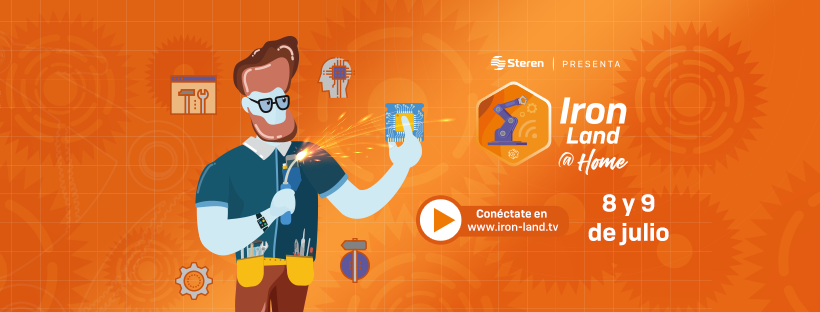 Steren | PRESENTA
Iron
Land
@ Home
Conéctate en
www.iron-land.tv
8 y 9
de julio